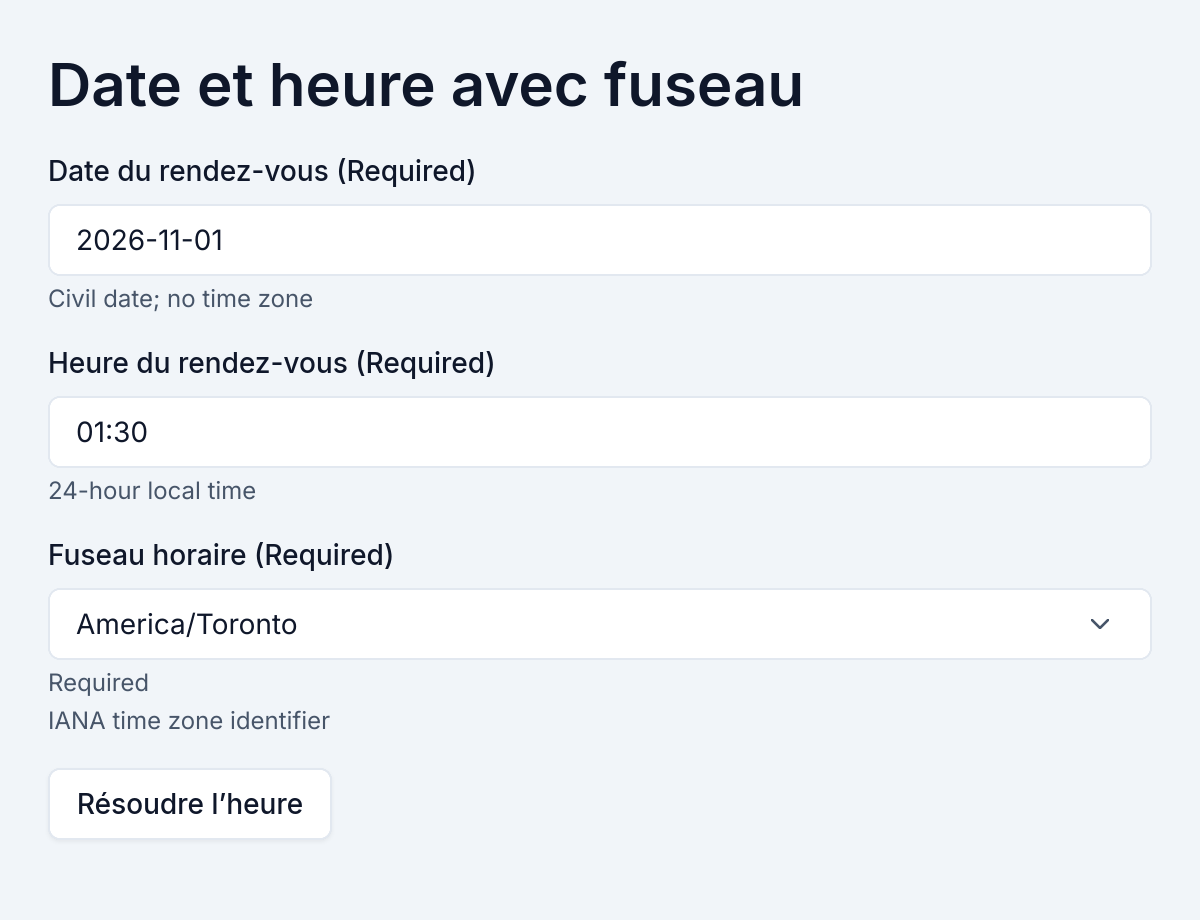 Date et heure avec fuseau
Date du rendez-vous (Required)
2026-11-01
Civil date; no time zone
Heure du rendez-vous (Required)
01:30
24-hour local time
Fuseau horaire (Required)
America/Toronto
Required
IANA time zone identifier
Résoudre l’heure